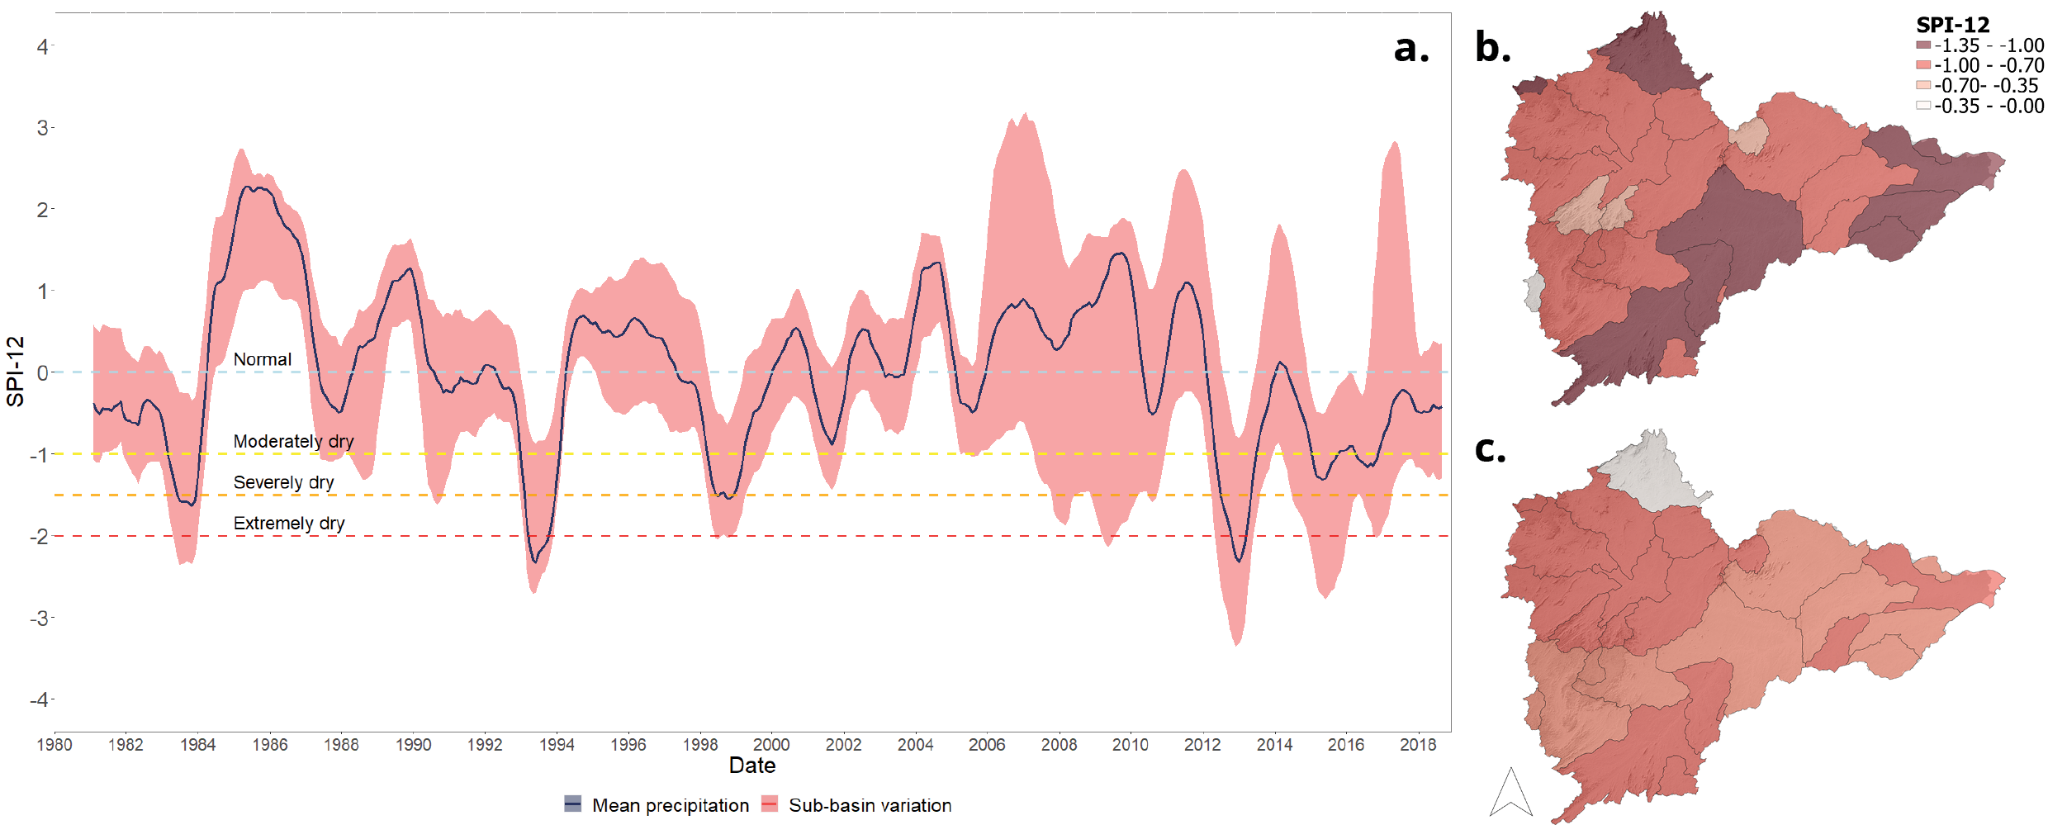 a.
4
3
2
1
0
-1
-2
-3
-4
SPI-12
Normal
Moderately dry
Severely dry
Extremely dry
1980 1982 1984 1986 1988 1990 1992 1994 1996 1998 2000 2002 2004 2006 2008 2010 2012 2014 2016 2018
Date
Mean precipitation Sub-basin variation
b.
SPI-12
-1.35 - -1.00
-1.00 - -0.70
-0.70- -0.35
-0.35 - -0.00
c.